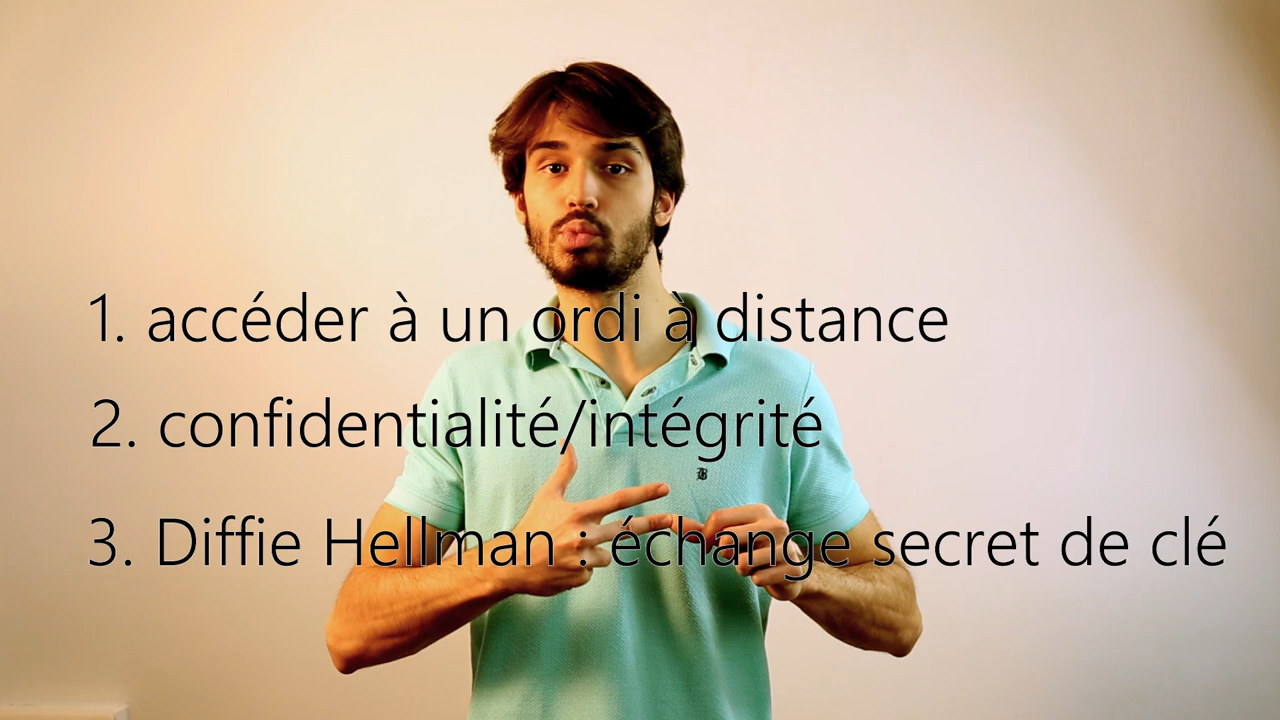 1. accéder à un ordi à distance
2. confidentialité/intégrité
3. Diffie Hellman : échange secret de clé